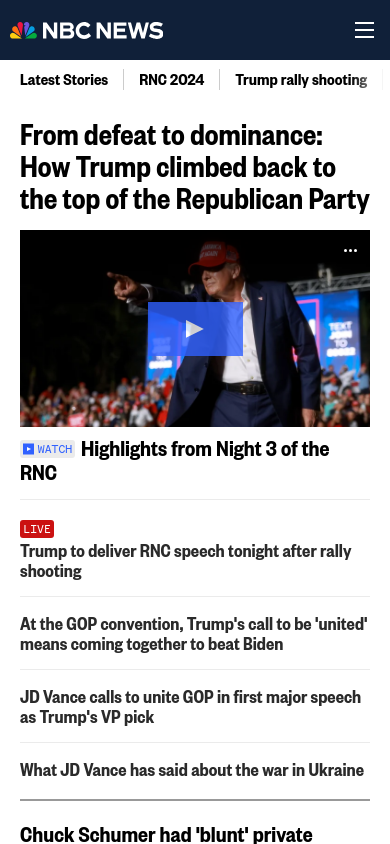 NBC NEWS
Latest Stories
RNC 2024
Trump rally shooting
From defeat to dominance:
How Trump climbed back to
the top of the Republican Party
TEXT
JOIN TO
WATCH Highlights from Night 3 of the
RNC
LIVE
Trump to deliver RNC speech tonight after rally
shooting
At the GOP convention, Trump's call to be 'united'
means coming together to beat Biden
JD Vance calls to unite GOP in first major speech
as Trump's VP pick
What JD Vance has said about the war in Ukraine
Chuck Schumer had 'blunt' private